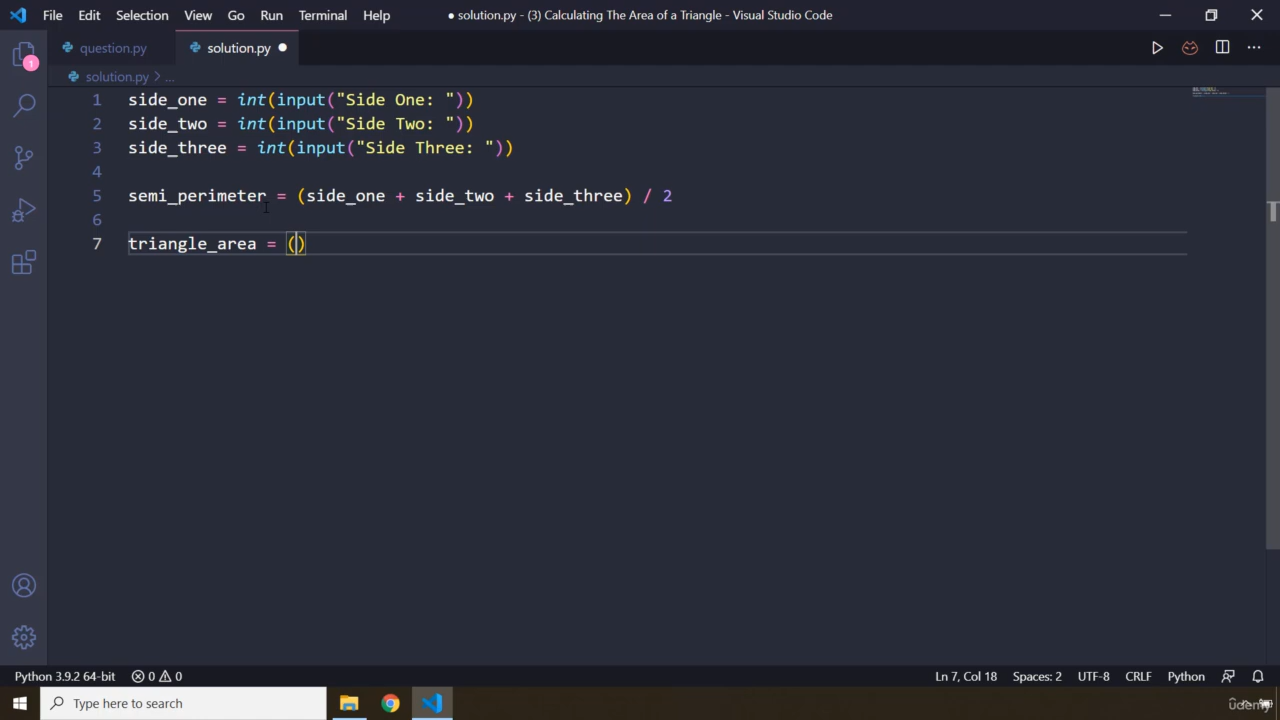 File Edit Selection View Go Run Terminal Help ● solution.py - (3) Calculating The Area of a Triangle - Visual Studio Code
question.py solution.py
1 solution.py > ...
1 side_one = int(input("Side One: "))
2 side_two = int(input("Side Two: "))
3 side_three = int(input("Side Three: "))
4
5 semi_perimeter = (side_one + side_two + side_three) / 2
6
7 triangle_area = ()
Python 3.9.2 64-bit 0 0 Ln 7, Col 18 Spaces: 2 UTF-8 CRLF Python
Type here to search
udemy